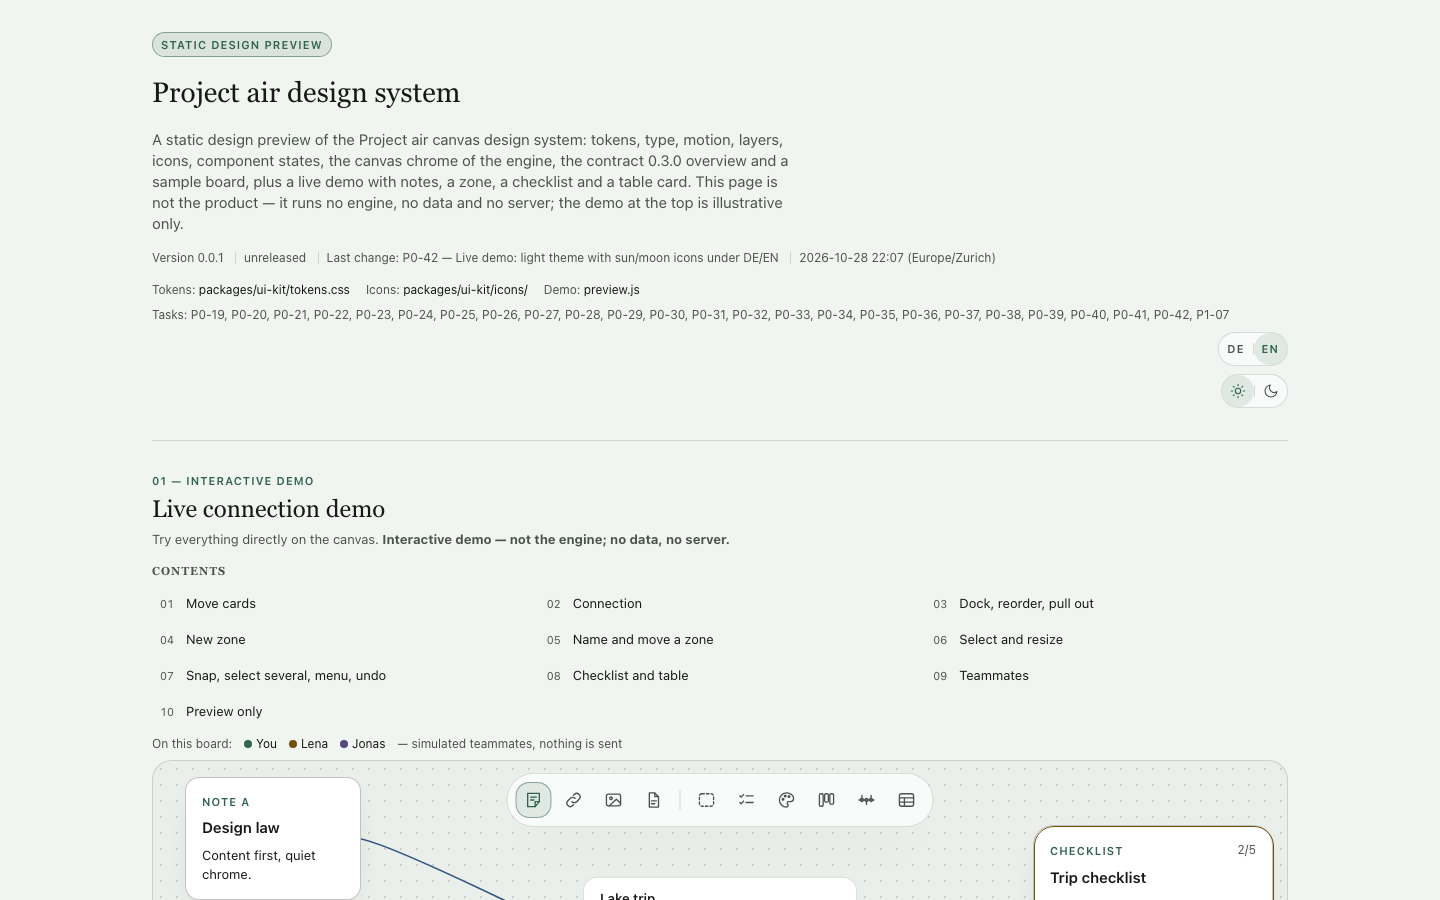 STATIC DESIGN PREVIEW
Project air design system
A static design preview of the Project air canvas design system: tokens, type, motion, layers,
icons, component states, the canvas chrome of the engine, the contract 0.3.0 overview and a
sample board, plus a live demo with notes, a zone, a checklist and a table card. This page is
not the product — it runs no engine, no data and no server; the demo at the top is illustrative
only.
Version 0.0.1 unreleased Last change: P0-42 — Live demo: light theme with sun/moon icons under DE/EN 2026-10-28 22:07 (Europe/Zurich)
Tokens: packages/ui-kit/tokens.css Icons: packages/ui-kit/icons/ Demo: preview.js
Tasks: P0-19, P0-20, P0-21, P0-22, P0-23, P0-24, P0-25, P0-26, P0-27, P0-28, P0-29, P0-30, P0-31, P0-32, P0-33, P0-34, P0-35, P0-36, P0-37, P0-38, P0-39, P0-40, P0-41, P0-42, P1-07
DE EN
01 — INTERACTIVE DEMO
Live connection demo
Try everything directly on the canvas. Interactive demo — not the engine; no data, no server.
CONTENTS
01 Move cards
02 Connection
03 Dock, reorder, pull out
04 New zone
05 Name and move a zone
06 Select and resize
07 Snap, select several, menu, undo
08 Checklist and table
09 Teammates
10 Preview only
On this board: You Lena Jonas — simulated teammates, nothing is sent
NOTE A
Design law
Content first, quiet
chrome.
Lake trip
CHECKLIST 2/5
Trip checklist